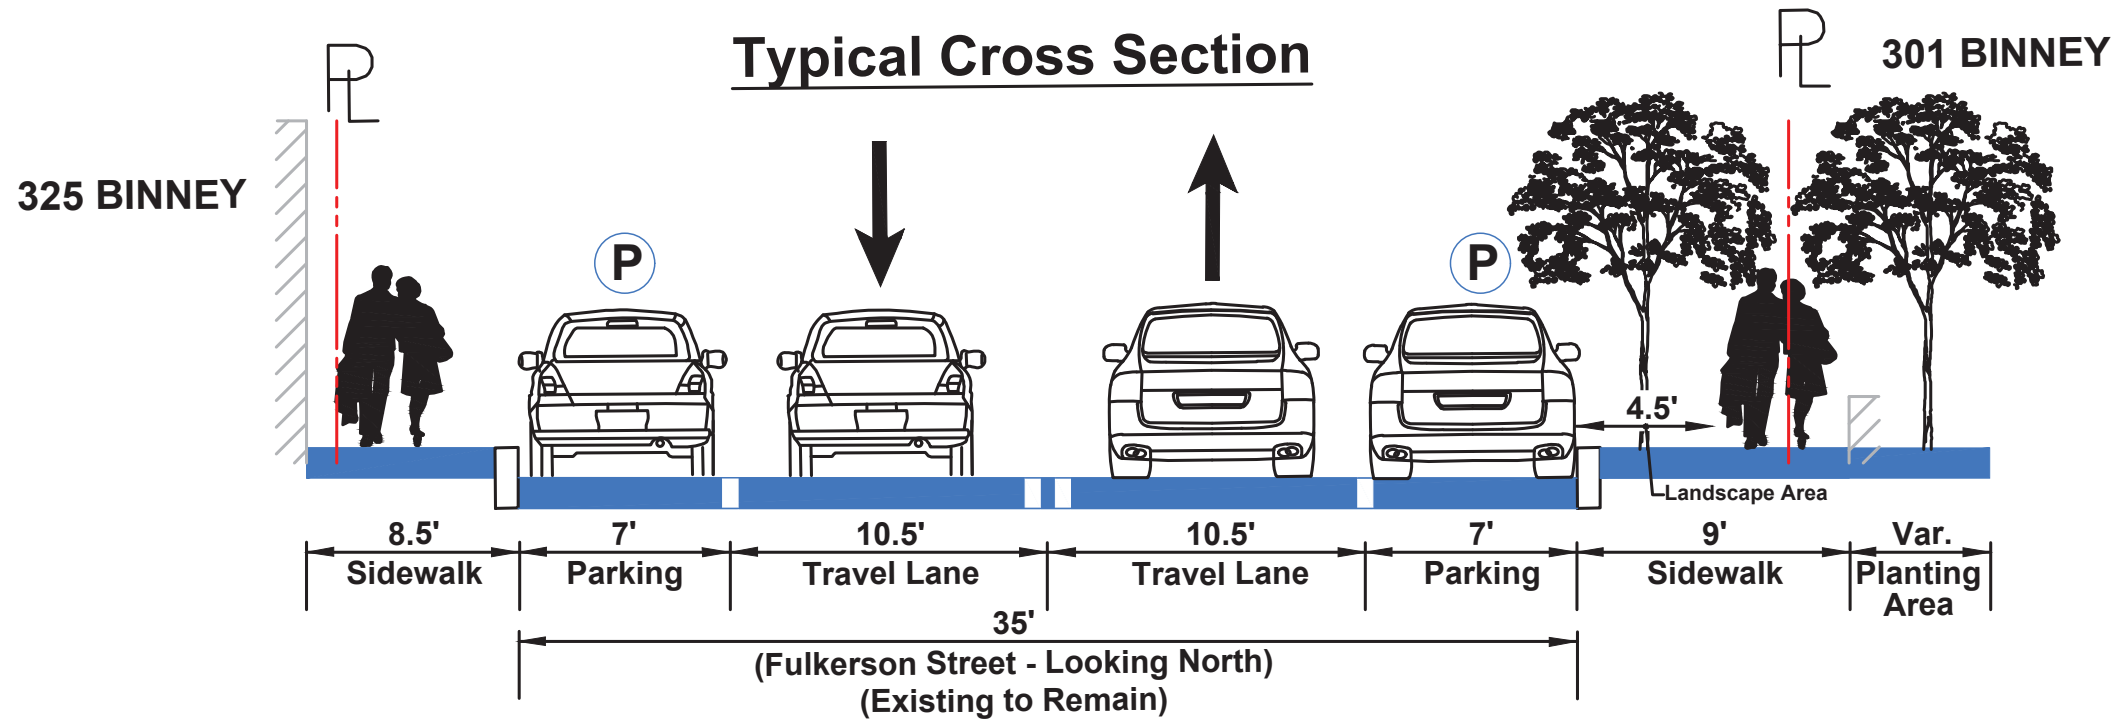 Typical Cross Section
PL
PL
301 BINNEY
325 BINNEY
P
P
4.5'
Landscape Area
8.5'
7'
10.5'
10.5'
7'
9'
Var.
Sidewalk
Parking
Travel Lane
Travel Lane
Parking
Sidewalk
Planting
Area
35'
(Fulkerson Street - Looking North)
(Existing to Remain)